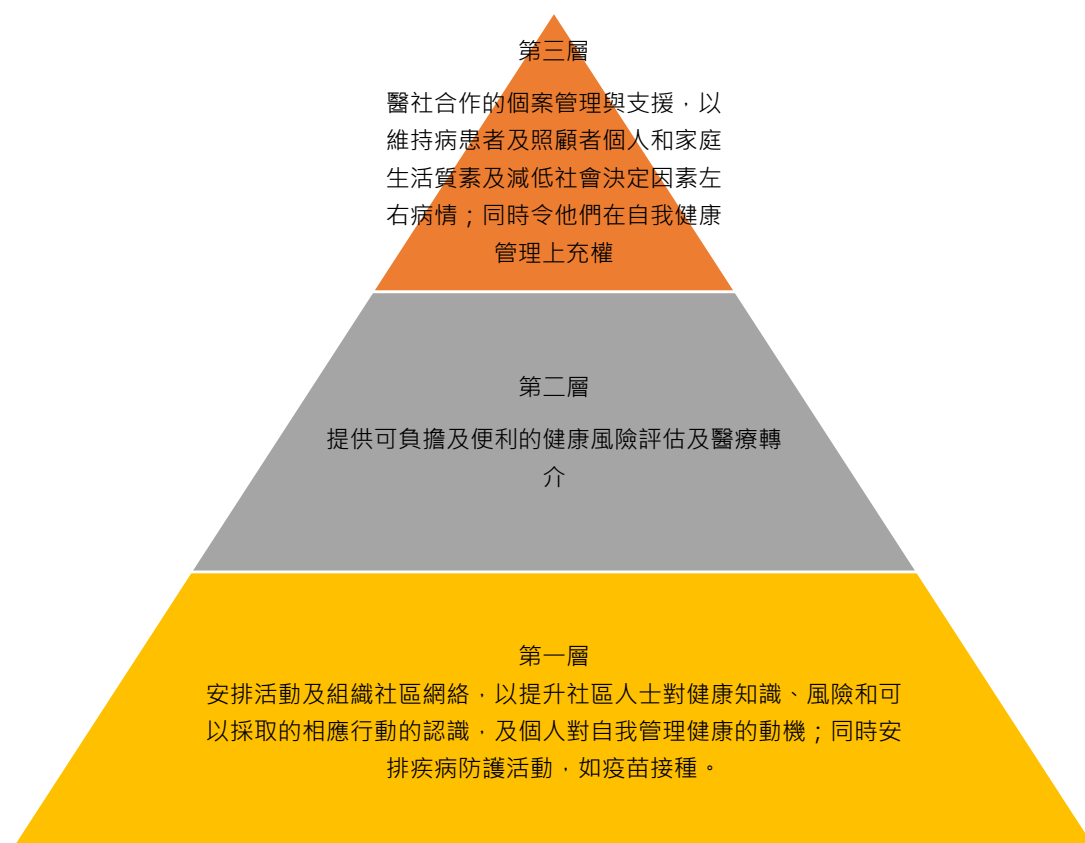 第三層
醫社合作的個案管理與支援，以
維持病患者及照顧者個人和家庭
生活質素及減低社會決定因素左
右病情；同時令他們在自我健康
管理上充權
第二層
提供可負擔及便利的健康風險評估及醫療轉
介
第一層
安排活動及組織社區網絡，以提升社區人士對健康知識、風險和可
以採取的相應行動的認識，及個人對自我管理健康的動機；同時安
排疾病防護活動，如疫苗接種。